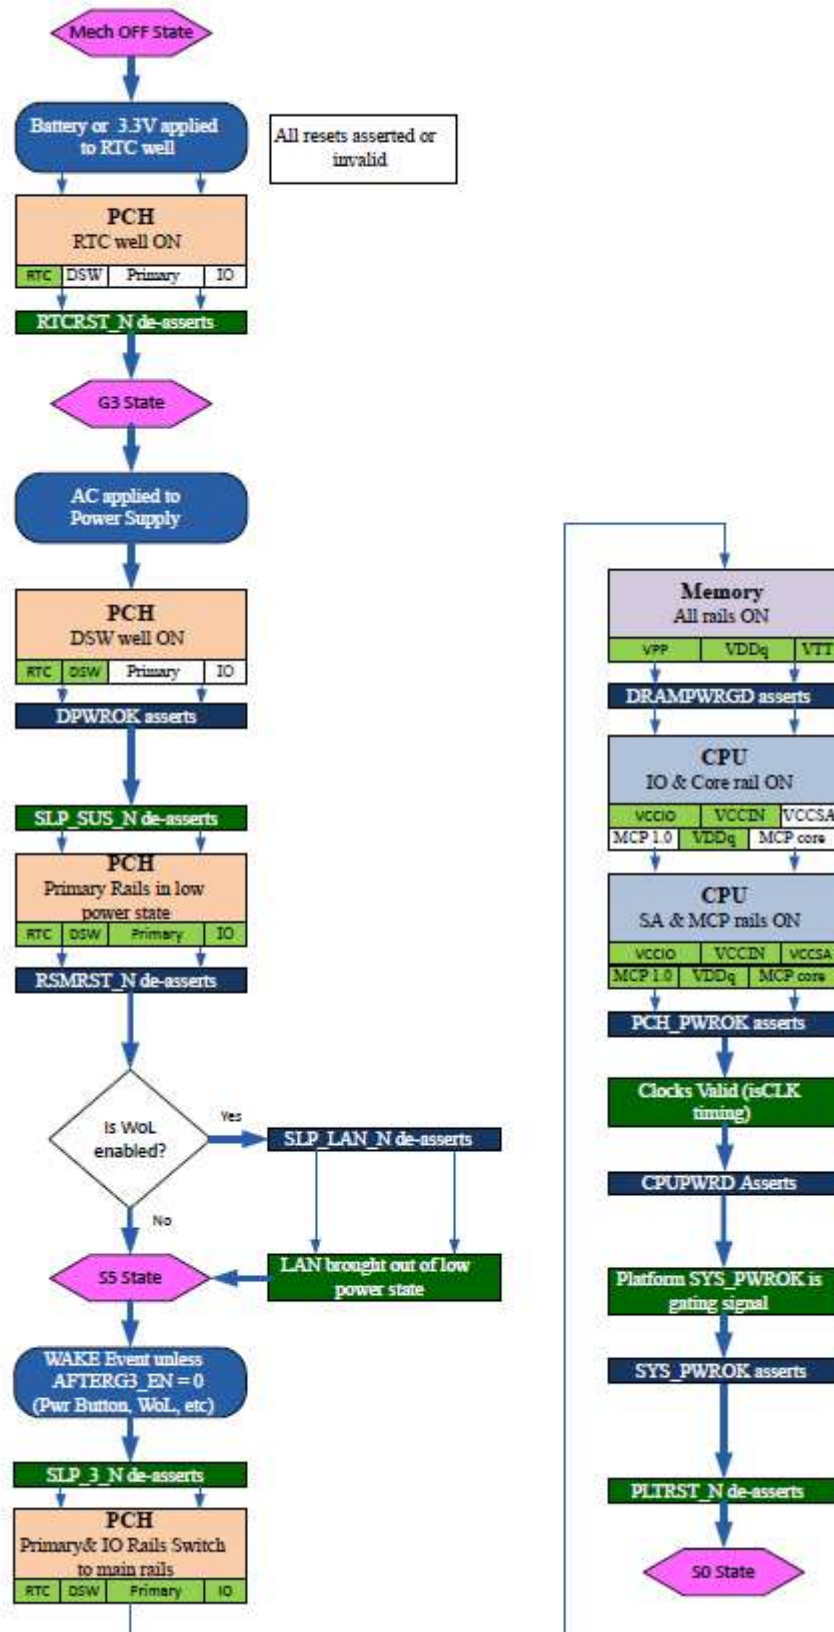 Mech OFF State
Battery or 3.3V applied
to RTC well
All resets asserted or
invalid
PCH
RTC well ON
RTC DSW Primary IO
RTCRST_N de-asserts
G3 State
AC applied to
Power Supply
PCH
DSW well ON
RTC DSW Primary IO
DPWROK asserts
SLP_SUS_N de-asserts
PCH
Primary Rails in low
power state
RTC DSW Primary IO
RSMRST_N de-asserts
Is WoL
enabled?
Yes
No
SLP_LAN_N de-asserts
LAN brought out of low
power state
S5 State
WAKE Event unless
AFTERG3_EN = 0
(Pwr Button, WoL, etc)
SLP_3_N de-asserts
PCH
Primary& IO Rails Switch
to main rails
RTC DSW Primary IO
Memory
All rails ON
VPP VDDq VTT
DRAMPWRGD asserts
CPU
IO & Core rail ON
VCCIO VCCIN VCCSA
MCP 1.0 VDDq MCP core
CPU
SA & MCP rails ON
VCCIO VCCIN VCCSA
MCP 1.0 VDDq MCP core
PCH_PWROK asserts
Clocks Valid (isCLK
timing)
CPUPWRD Asserts
Platform SYS_PWROK is
gating signal
SYS_PWROK asserts
PLTRST_N de-asserts
S0 State